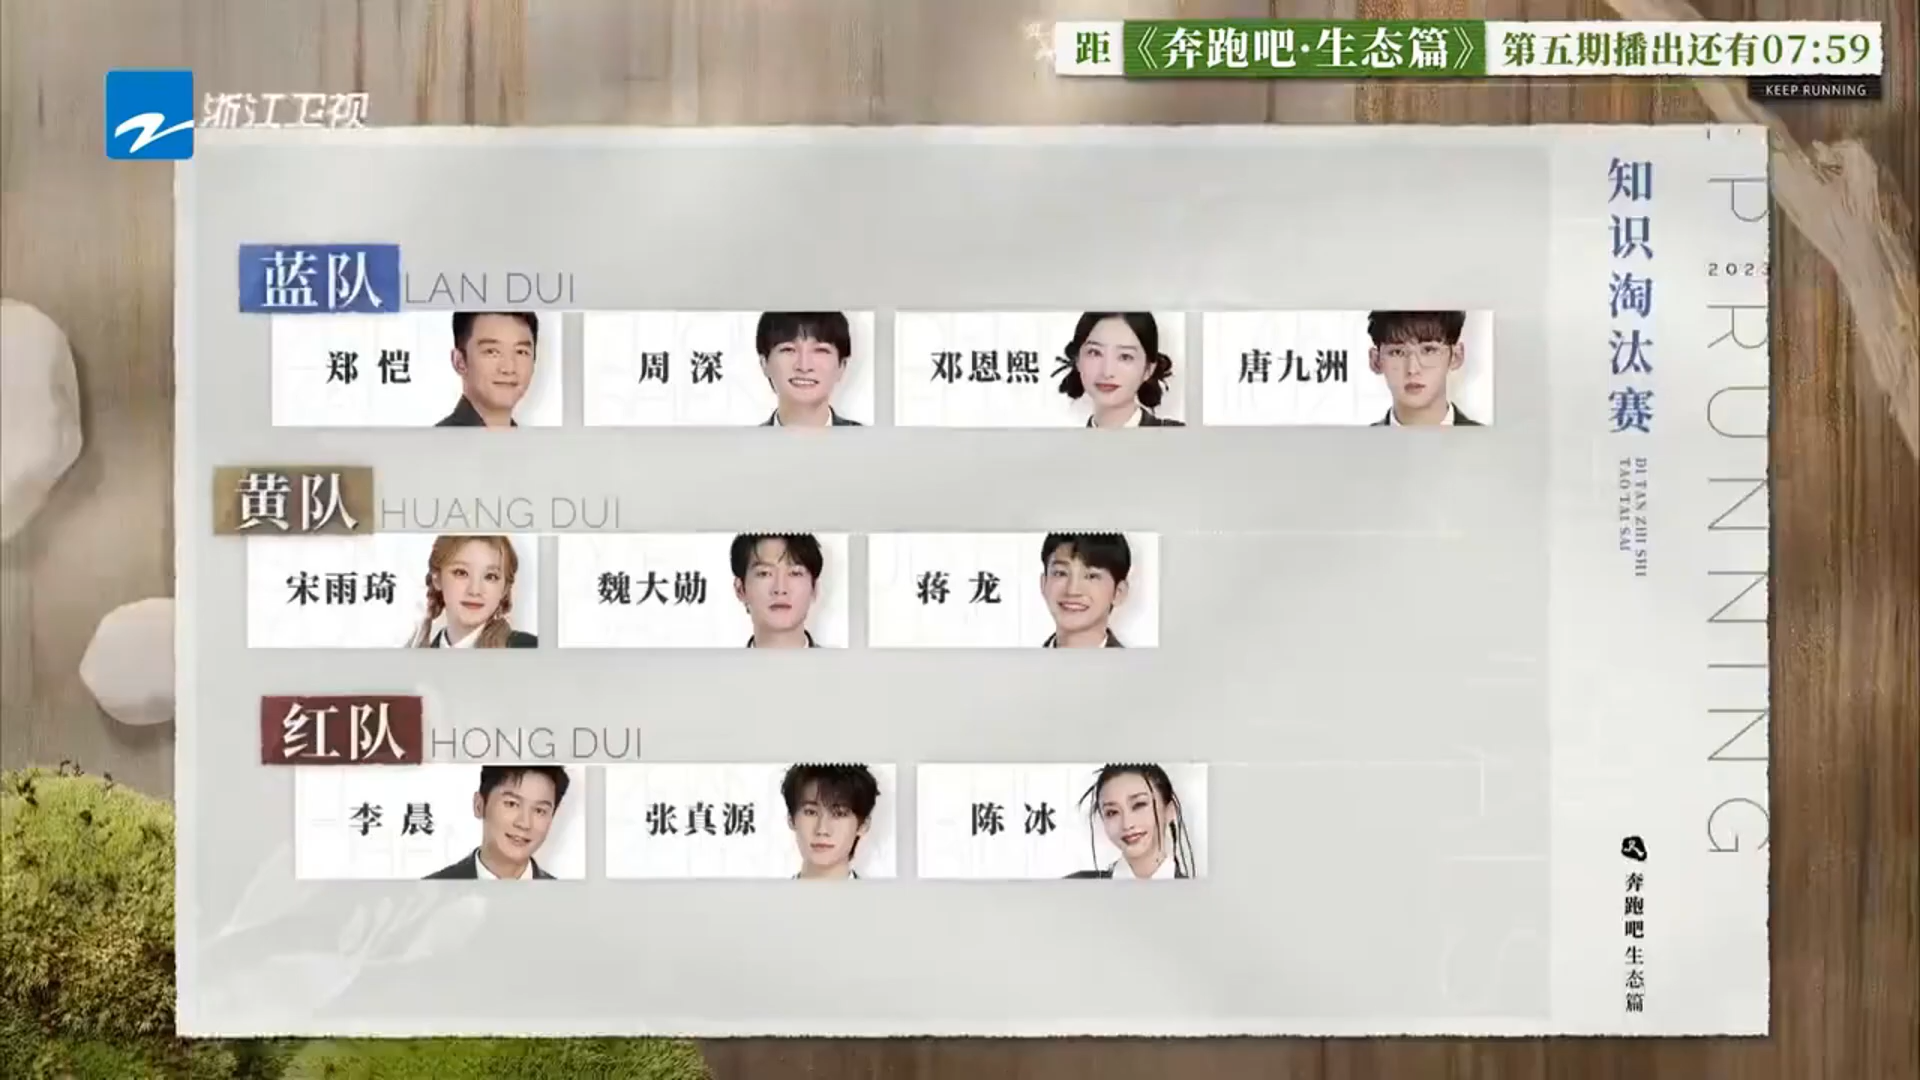 距《奔跑吧·生态篇》第五期播出还有07:59
KEEP RUNNING
浙江卫视
蓝队 LAN DUI
郑恺 周深 邓恩熙 唐九洲
黄队 HUANG DUI
宋雨琦 魏大勋 蒋龙
红队 HONG DUI
李晨 张真源 陈冰
知识淘汰赛
DI TAN ZHI SHI
TAO TAI SAI
奔跑吧 生态篇
P RUNNING
2023